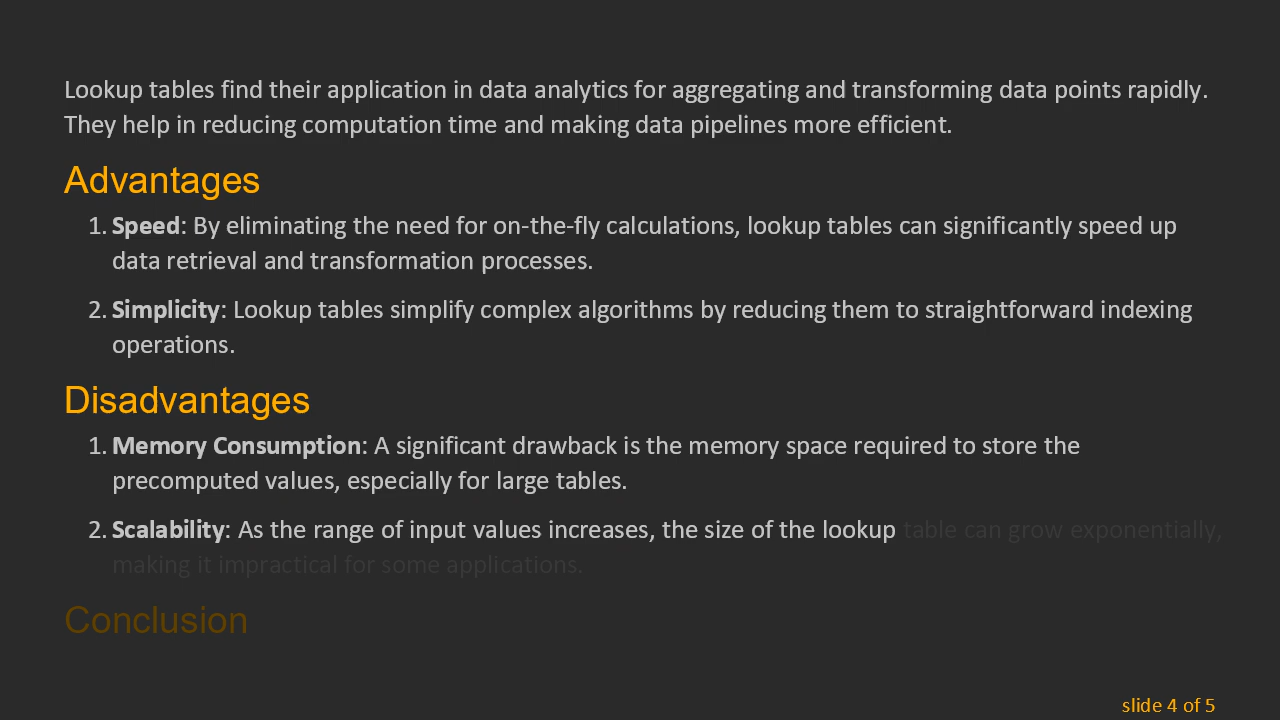 Lookup tables find their application in data analytics for aggregating and transforming data points rapidly.
They help in reducing computation time and making data pipelines more efficient.
Advantages
1. Speed: By eliminating the need for on-the-fly calculations, lookup tables can significantly speed up
data retrieval and transformation processes.
2. Simplicity: Lookup tables simplify complex algorithms by reducing them to straightforward indexing
operations.
Disadvantages
1. Memory Consumption: A significant drawback is the memory space required to store the
precomputed values, especially for large tables.
2. Scalability: As the range of input values increases, the size of the lookup table can grow exponentially,
making it impractical for some applications.
Conclusion
slide 4 of 5